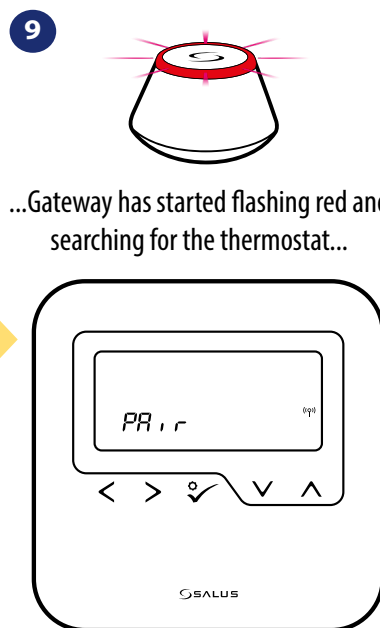 9
...Gateway has started flashing red and
searching for the thermostat...
PAir
SALUS